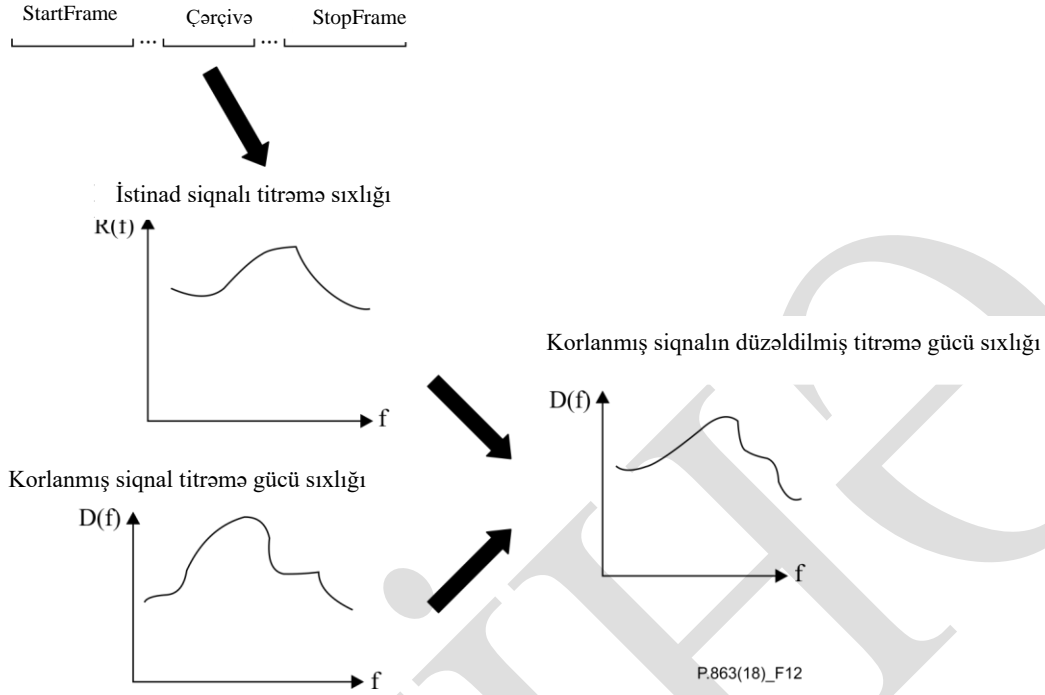 StartFrame ... Çərçivə ... StopFrame
İstinad siqnalı titrəmə sıxlığı
R(f)
f
Korlanmış siqnalın düzəldilmiş titrəmə gücü sıxlığı
D(f)
f
Korlanmış siqnal titrəmə gücü sıxlığı
D(f)
f
P.863(18)_F12